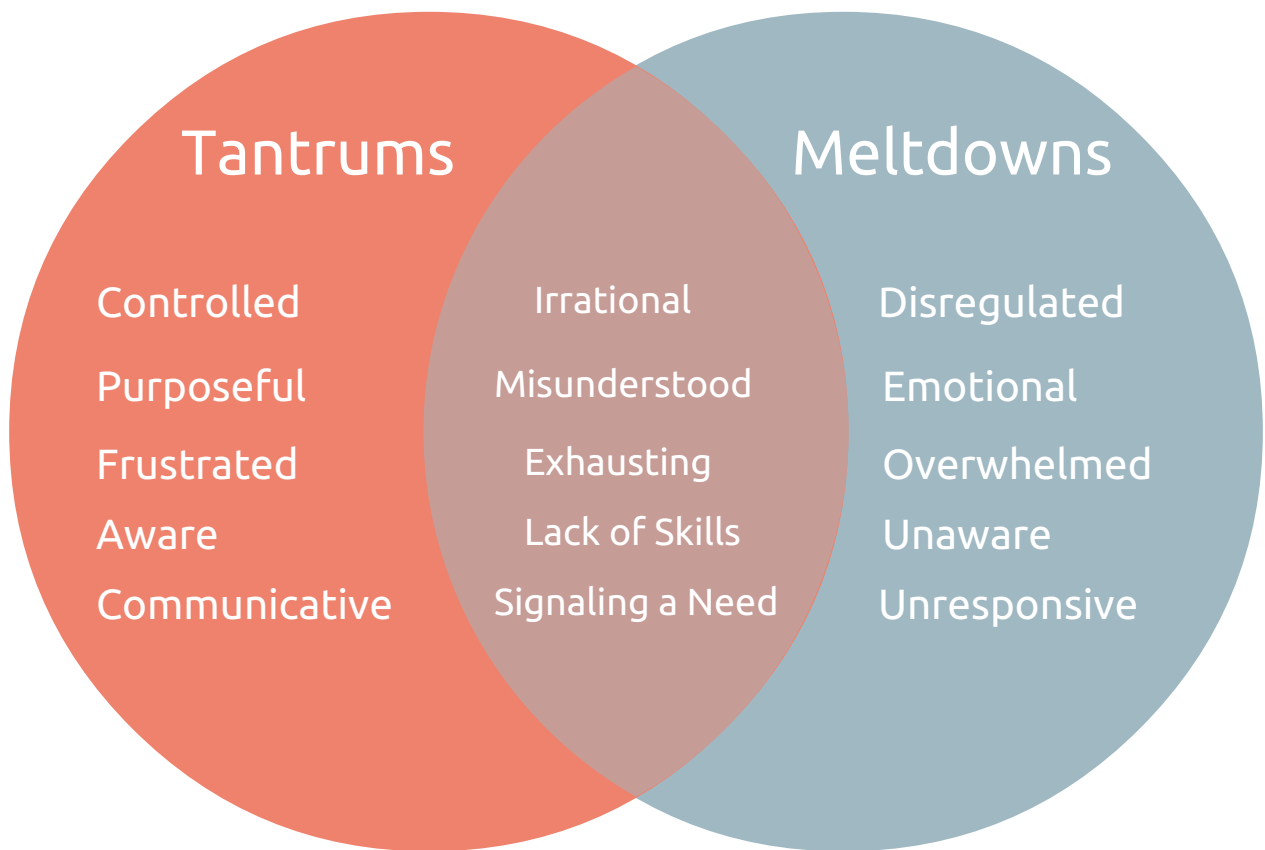 Tantrums
Meltdowns
Controlled
Purposeful
Frustrated
Aware
Communicative
Irrational
Misunderstood
Exhausting
Lack of Skills
Signaling a Need
Disregulated
Emotional
Overwhelmed
Unaware
Unresponsive